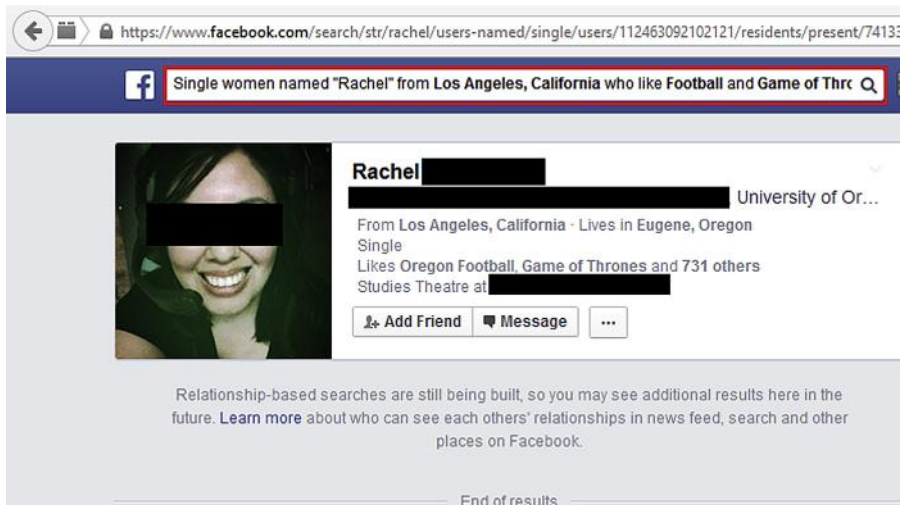 https://www.facebook.com/search/str/rachel/users-named/single/users/112463092102121/residents/present/7413
f
Single women named "Rachel" from Los Angeles, California who like Football and Game of Thrc
Rachel
, University of Or...
From Los Angeles, California · Lives in Eugene, Oregon
Single
Likes Oregon Football, Game of Thrones and 731 others
Studies Theatre at
Add Friend
Message
...
Relationship-based searches are still being built, so you may see additional results here in the
future. Learn more about who can see each others' relationships in news feed, search and other
places on Facebook.
End of results